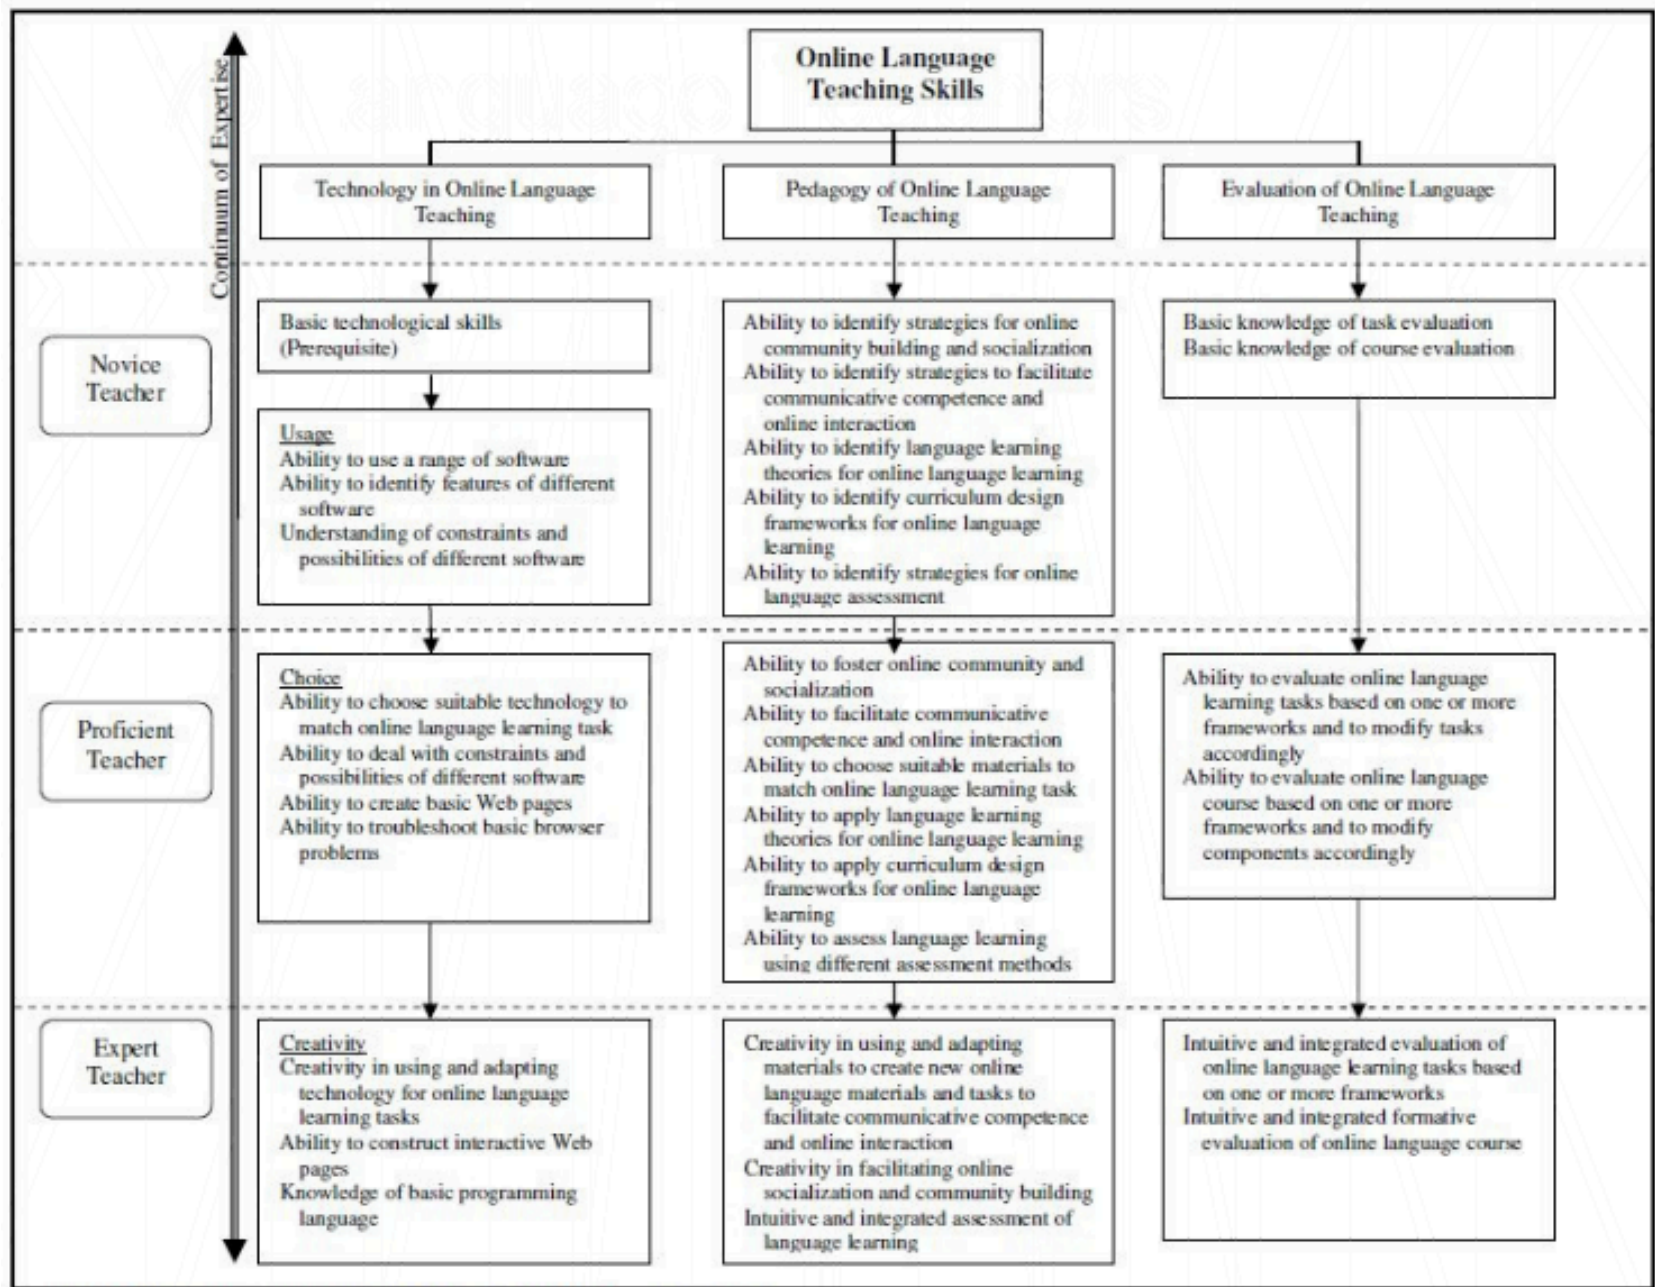 Online Language
Teaching Skills
Continuum of Expertise
Technology in Online Language
Teaching
Pedagogy of Online Language
Teaching
Evaluation of Online Language
Teaching
Novice
Teacher
Basic technological skills
(Prerequisite)
Usage
Ability to use a range of software
Ability to identify features of different
software
Understanding of constraints and
possibilities of different software
Ability to identify strategies for online
community building and socialization
Ability to identify strategies to facilitate
communicative competence and
online interaction
Ability to identify language learning
theories for online language learning
Ability to identify curriculum design
frameworks for online language
learning
Ability to identify strategies for online
language assessment
Basic knowledge of task evaluation
Basic knowledge of course evaluation
Proficient
Teacher
Choice
Ability to choose suitable technology to
match online language learning task
Ability to deal with constraints and
possibilities of different software
Ability to create basic Web pages
Ability to troubleshoot basic browser
problems
Ability to foster online community and
socialization
Ability to facilitate communicative
competence and online interaction
Ability to choose suitable materials to
match online language learning task
Ability to apply language learning
theories for online language learning
Ability to apply curriculum design
frameworks for online language
learning
Ability to assess language learning
using different assessment methods
Ability to evaluate online language
learning tasks based on one or more
frameworks and to modify tasks
accordingly
Ability to evaluate online language
course based on one or more
frameworks and to modify
components accordingly
Expert
Teacher
Creativity
Creativity in using and adapting
technology for online language
learning tasks
Ability to construct interactive Web
pages
Knowledge of basic programming
language
Creativity in using and adapting
materials to create new online
language materials and tasks to
facilitate communicative competence
and online interaction
Creativity in facilitating online
socialization and community building
Intuitive and integrated assessment of
language learning
Intuitive and integrated evaluation of
online language learning tasks based
on one or more frameworks
Intuitive and integrated formative
evaluation of online language course